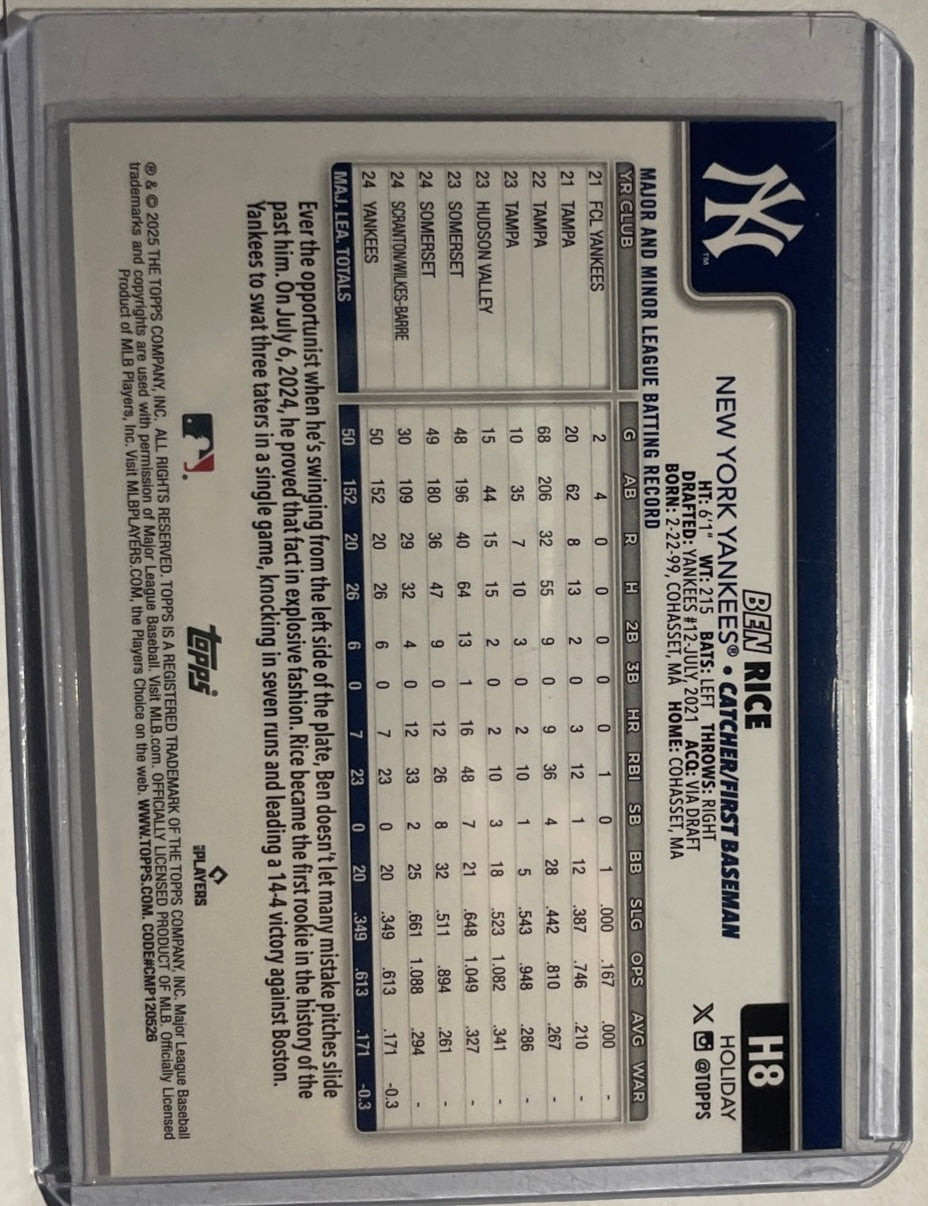 NY™
BEN RICE
NEW YORK YANKEES® • CATCHER/FIRST BASEMAN
HT: 6'1" WT: 215 BATS: LEFT THROWS: RIGHT
DRAFTED: YANKEES #12-JULY, 2021 ACQ: VIA DRAFT
BORN: 2-22-99, COHASSET, MA HOME: COHASSET, MA
H8
HOLIDAY
X @TOPPS
MAJOR AND MINOR LEAGUE BATTING RECORD
YR CLUB G AB R H 2B 3B HR RBI SB BB SLG OPS AVG WAR
21 FCL YANKEES 2 4 0 0 0 0 0 1 0 1 .000 .167 .000 -
21 TAMPA 20 62 8 13 2 0 3 12 1 12 .387 .746 .210 -
22 TAMPA 68 206 32 55 9 0 9 36 4 28 .442 .810 .267 -
23 TAMPA 10 35 7 10 3 0 2 10 1 5 .543 .948 .286 -
23 HUDSON VALLEY 15 44 15 15 2 0 2 10 3 18 .523 1.082 .341 -
23 SOMERSET 48 196 40 64 13 1 16 48 7 21 .648 1.049 .327 -
24 SOMERSET 49 180 36 47 9 0 12 26 8 32 .511 .894 .261 -
24 SCRANTON/WILKES-BARRE 30 109 29 32 4 0 12 33 2 25 .661 1.088 .294 -
24 YANKEES 50 152 20 26 6 0 7 23 0 20 .349 .613 .171 -0.3
MAJ. LEA. TOTALS 50 152 20 26 6 0 7 23 0 20 .349 .613 .171 -0.3
Ever the opportunist when he's swinging from the left side of the plate, Ben doesn't let many mistake pitches slide
past him. On July 6, 2024, he proved that fact in explosive fashion. Rice became the first rookie in the history of the
Yankees to swat three taters in a single game, knocking in seven runs and leading a 14-4 victory against Boston.
topps
PLAYERS
® & © 2025 THE TOPPS COMPANY, INC. ALL RIGHTS RESERVED. TOPPS IS A REGISTERED TRADEMARK OF THE TOPPS COMPANY, INC. Major League Baseball
trademarks and copyrights are used with permission of Major League Baseball. Visit MLB.com. OFFICIALLY LICENSED PRODUCT OF MLB. Officially Licensed
Product of MLB Players, Inc. Visit MLBPLAYERS.COM, the Players Choice on the web. WWW.TOPPS.COM. CODE#CMP120526